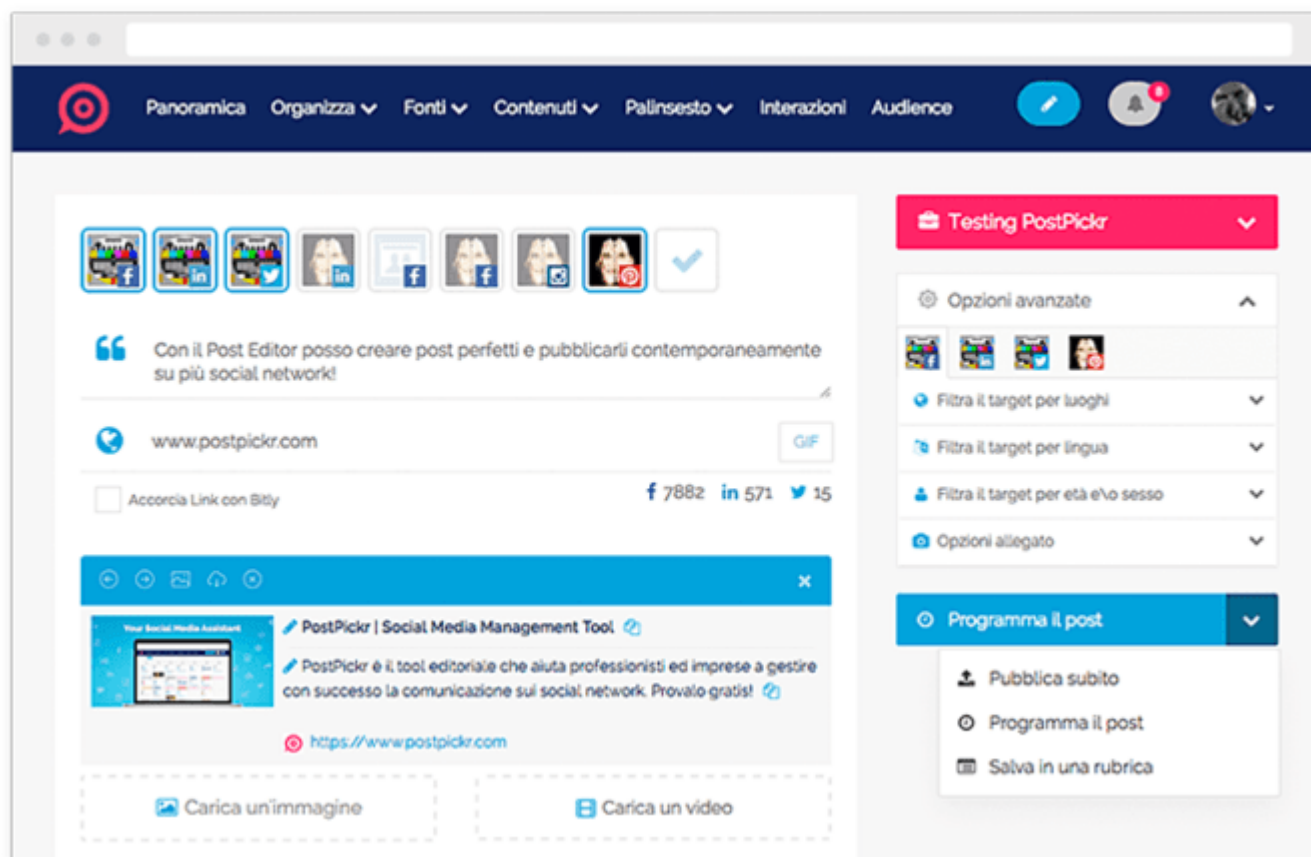 Panoramica Organizza Fonti Contenuti Palinsesto Interazioni Audience
8
Testing PostPickr
Con il Post Editor posso creare post perfetti e pubblicarli contemporaneamente
su più social network!
www.postpickr.com
GIF
Accorcia Link con Bitly
7882 571 15
Opzioni avanzate
Filtra il target per luoghi
Filtra il target per lingua
Filtra il target per età e\o sesso
Opzioni allegato
Your Social Media Assistant
PostPickr | Social Media Management Tool
PostPickr è il tool editoriale che aiuta professionisti ed imprese a gestire
con successo la comunicazione sui social network. Provalo gratis!
https://www.postpickr.com
Carica un'immagine
Carica un video
Programma il post
Pubblica subito
Programma il post
Salva in una rubrica